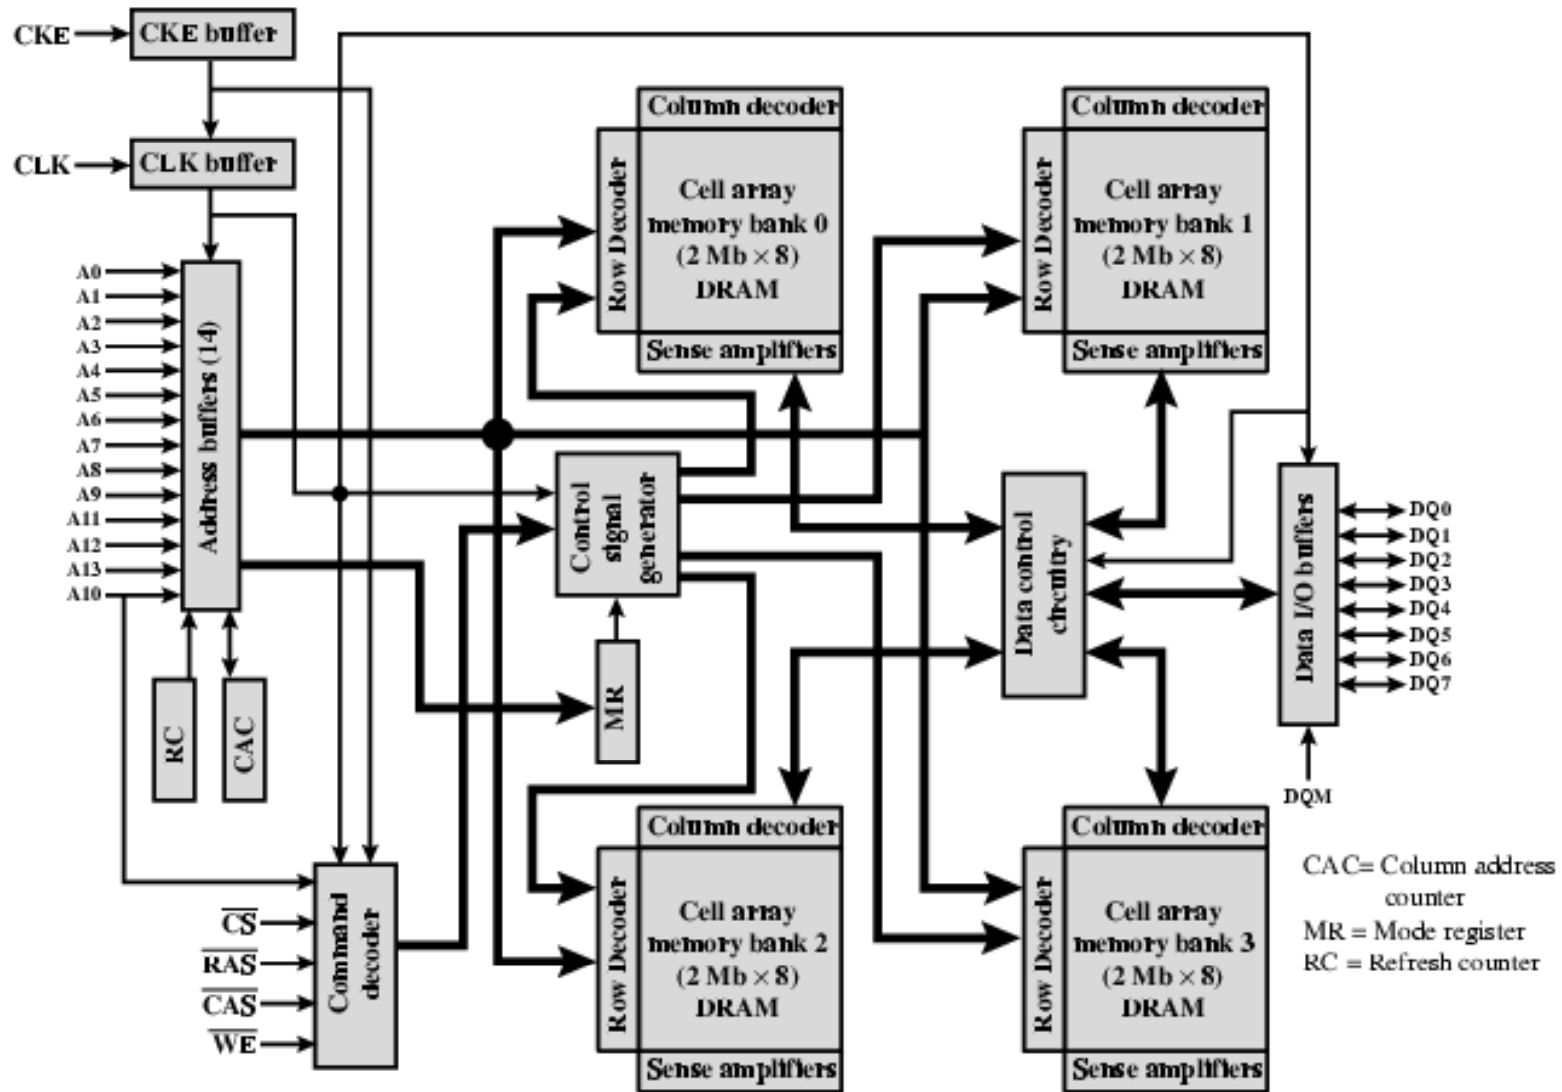 CKE
CKE buffer
CLK
CLK buffer
A0
A1
A2
A3
A4
A5
A6
A7
A8
A9
A11
A12
A13
A10
Address buffers (14)
RC
CAC
Command
decoder
CS
RAS
CAS
WE
Control
signal
generator
MR
Column decoder
Row Decoder
Cell array
memory bank 0
(2 Mb × 8)
DRAM
Sense amplifiers
Column decoder
Row Decoder
Cell array
memory bank 1
(2 Mb × 8)
DRAM
Sense amplifiers
Data control
circuitry
Data I/O buffers
DQ0
DQ1
DQ2
DQ3
DQ4
DQ5
DQ6
DQ7
DQM
Column decoder
Row Decoder
Cell array
memory bank 2
(2 Mb × 8)
DRAM
Sense amplifiers
Column decoder
Row Decoder
Cell array
memory bank 3
(2 Mb × 8)
DRAM
Sense amplifiers
CAC= Column address
counter
MR = Mode register
RC = Refresh counter